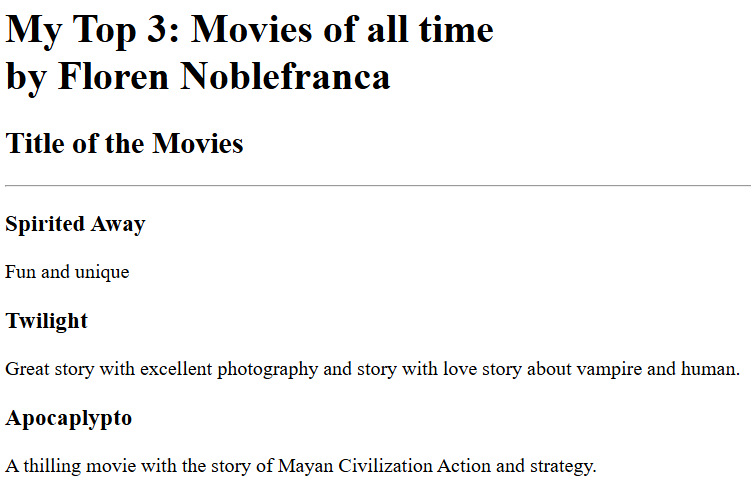 My Top 3: Movies of all time
by Floren Noblefranca
Title of the Movies
Spirited Away
Fun and unique
Twilight
Great story with excellent photography and story with love story about vampire and human.
Apocaplypto
A thilling movie with the story of Mayan Civilization Action and strategy.